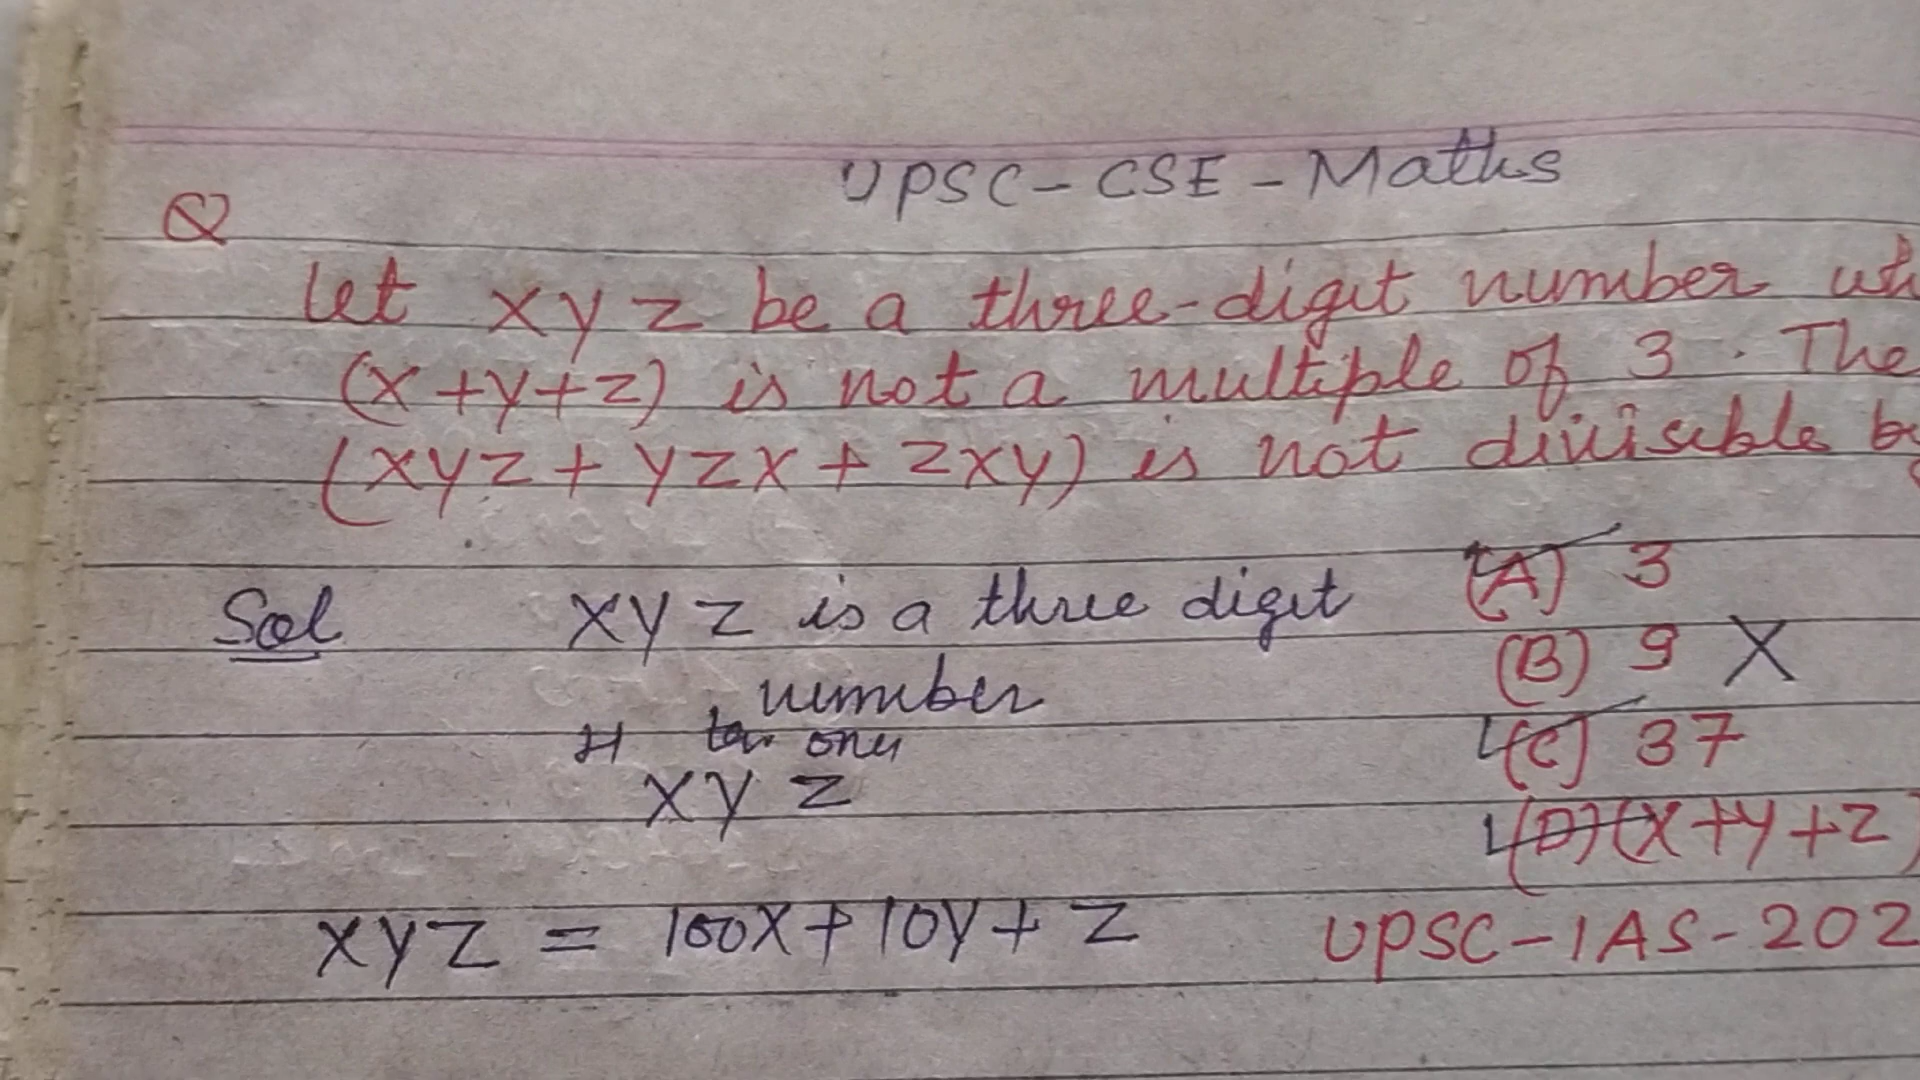 UPSC-CSE-Maths
Q
Let xyz be a three-digit number
(x+y+z) is not a multiple of 3. The
(xyz + yzx + zxy) is not divisible
(A) 3
Sol xyz is a three digit
number
(B) 9 X
H ones
(C) 37
xyz
(D) (x+y+z)
xyz = 100x + 10y + z
UPSC-IAS-202